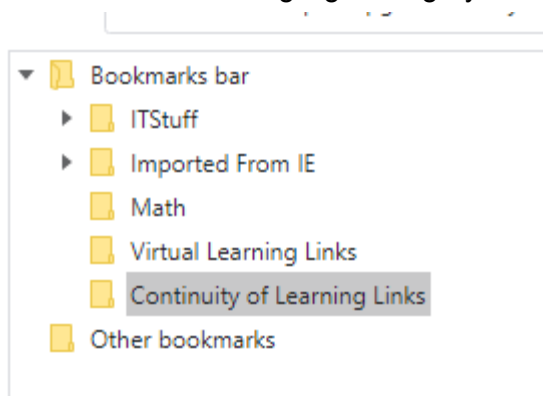 Bookmarks bar
ITStuff
Imported From IE
Math
Virtual Learning Links
Continuity of Learning Links
Other bookmarks